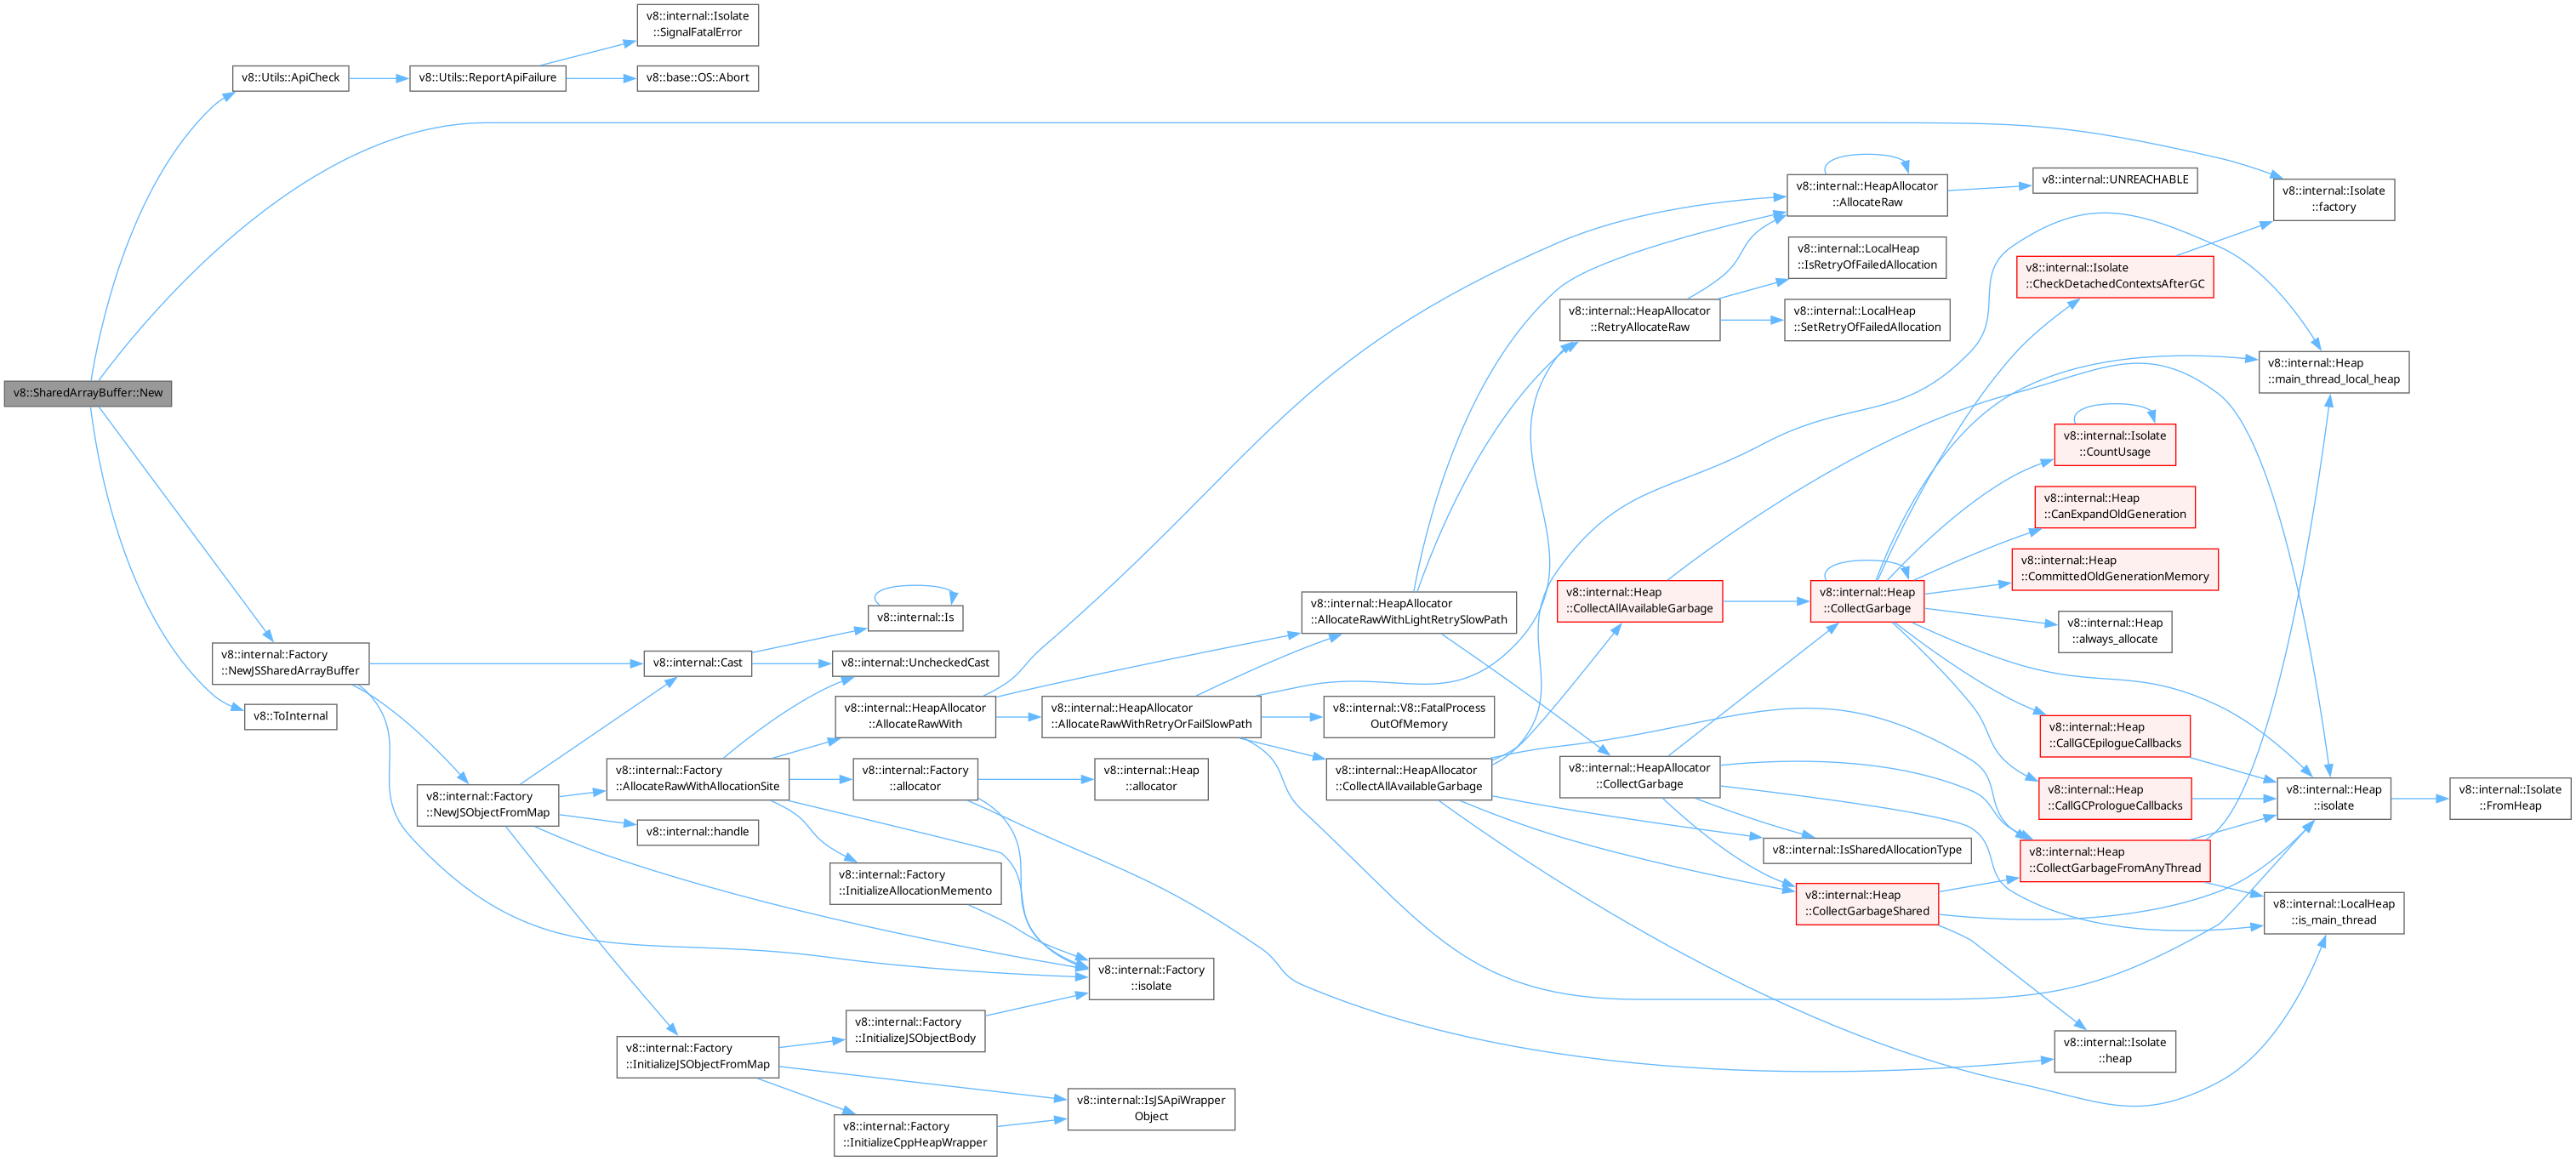 v8::internal::Isolate
::SignalFatalError
v8::Utils::ApiCheck
v8::Utils::ReportApiFailure
v8::base::OS::Abort
v8::internal::HeapAllocator
::AllocateRaw
v8::internal::UNREACHABLE
v8::internal::Isolate
::factory
v8::internal::LocalHeap
::IsRetryOfFailedAllocation
v8::internal::Isolate
::CheckDetachedContextsAfterGC
v8::internal::HeapAllocator
::RetryAllocateRaw
v8::internal::LocalHeap
::SetRetryOfFailedAllocation
v8::internal::Heap
::main_thread_local_heap
v8::SharedArrayBuffer::New
v8::internal::Isolate
::CountUsage
v8::internal::Heap
::CanExpandOldGeneration
v8::internal::Heap
::CommittedOldGenerationMemory
v8::internal::Is
v8::internal::HeapAllocator
::AllocateRawWithLightRetrySlowPath
v8::internal::Heap
::CollectAllAvailableGarbage
v8::internal::Heap
::CollectGarbage
v8::internal::Heap
::always_allocate
v8::internal::Factory
::NewJSSharedArrayBuffer
v8::internal::Cast
v8::internal::UncheckedCast
v8::ToInternal
v8::internal::HeapAllocator
::AllocateRawWith
v8::internal::HeapAllocator
::AllocateRawWithRetryOrFailSlowPath
v8::internal::V8::FatalProcess
OutOfMemory
v8::internal::Heap
::CallGCEpilogueCallbacks
v8::internal::Factory
::NewJSObjectFromMap
v8::internal::Factory
::AllocateRawWithAllocationSite
v8::internal::Factory
::allocator
v8::internal::Heap
::allocator
v8::internal::HeapAllocator
::CollectAllAvailableGarbage
v8::internal::HeapAllocator
::CollectGarbage
v8::internal::Heap
::CallGCPrologueCallbacks
v8::internal::Heap
::isolate
v8::internal::Isolate
::FromHeap
v8::internal::handle
v8::internal::IsSharedAllocationType
v8::internal::Heap
::CollectGarbageFromAnyThread
v8::internal::Factory
::InitializeAllocationMemento
v8::internal::Heap
::CollectGarbageShared
v8::internal::LocalHeap
::is_main_thread
v8::internal::Factory
::isolate
v8::internal::Factory
::InitializeJSObjectFromMap
v8::internal::Factory
::InitializeJSObjectBody
v8::internal::Isolate
::heap
v8::internal::IsJSApiWrapper
Object
v8::internal::Factory
::InitializeCppHeapWrapper